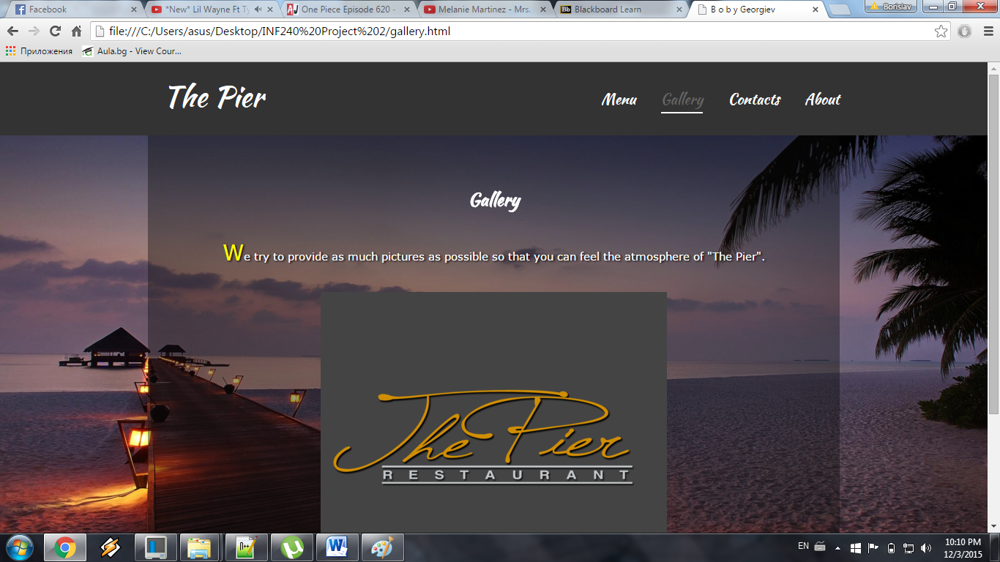 Facebook
*New* Lil Wayne Ft Ty
One Piece Episode 620 -
Melanie Martinez - Mrs.
Blackboard Learn
B o b y Georgiev
Borislav
file:///C:/Users/asus/Desktop/INF240%20Project%202/gallery.html
Приложения
Aula.bg - View Cour...
The Pier
Menu
Gallery
Contacts
About
Gallery
We try to provide as much pictures as possible so that you can feel the atmosphere of "The Pier".
The Pier
RESTAURANT
EN
10:10 PM
12/3/2015